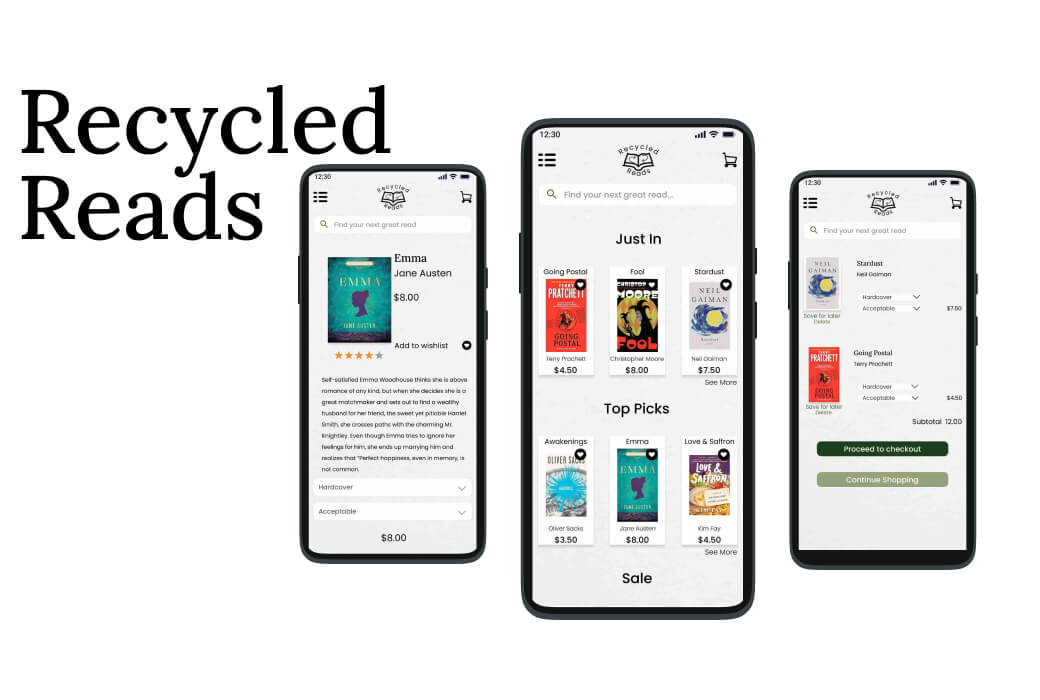 Recycled
Reads
12:30
Recycled
Reads
Find your next great read
EMMA
JANE AUSTEN
Emma
Jane Austen
$8.00
Add to wishlist
Self-satisfied Emma Woodhouse thinks she is above
romance of any kind, but when she decides she is a
great matchmaker and sets out to find a wealthy
husband for her friend, the sweet yet pitiable Harriet
Smith, she crosses paths with the charming Mr.
Knightley. Even though Emma tries to ignore her
feelings for him, she ends up marrying him and
realizes that "Perfect happiness, even in memory, is
not common.
Hardcover
Acceptable
$8.00
12:30
Recycled
Reads
Find your next great read...
Just In
Going Postal
Fool
Stardust
TERRY
PRATCHETT
GOING
POSTAL
CHRISTOP
MOORE
FOOL
NEIL
GAIMAN
Terry Prachett
Christopher Moore
Neil Gaiman
$4.50
$8.00
$7.50
See More
Top Picks
Awakenings
Emma
Love & Saffron
OLIVER SACKS
EMMA
JANE AUSTEN
LOVE &
SAFFRON
KIM FAY
Oliver Sacks
Jane Austern
Kim Fay
$3.50
$8.00
$4.50
See More
Sale
12:30
Recycled
Reads
Find your next great read
NEIL
GAIMAN
Stardust
Neil Gaiman
Hardcover
Acceptable
$7.50
Save for later
Delete
TERRY
PRATCHETT
GOING
POSTAL
Going Postal
Terry Prachett
Hardcover
Acceptable
$4.50
Save for later
Delete
Subtotal 12.00
Proceed to checkout
Continue Shopping